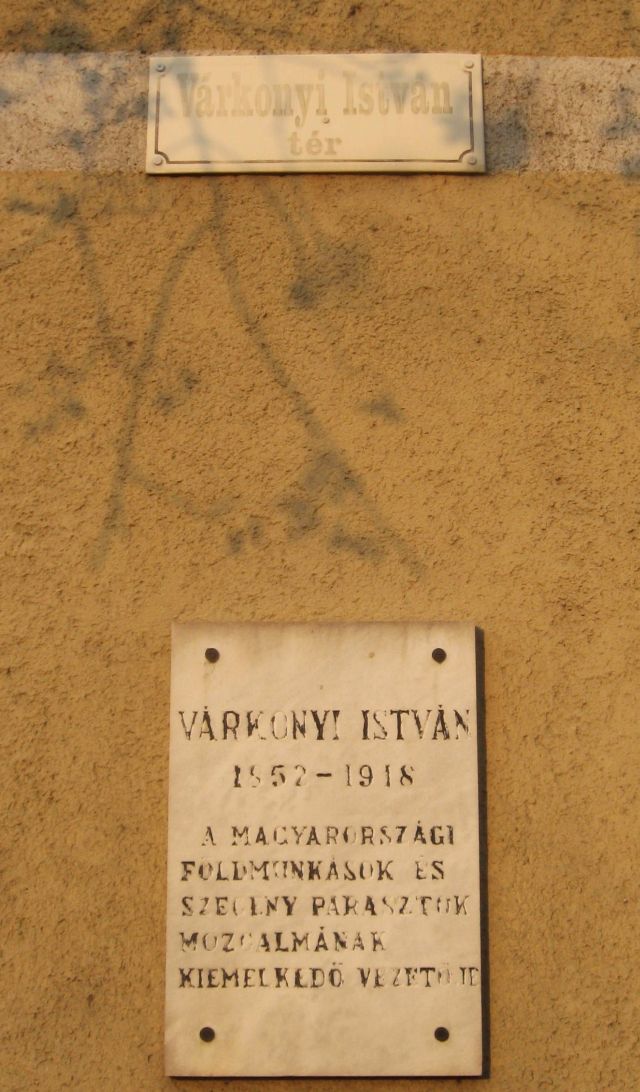 Várkonyi István
tér
VÁRKONYI ISTVÁN
1852-1918
A MAGYARORSZÁGI
FÖLDMUNKÁSOK ÉS
SZEGÉNY PARASZTOK
MOZGALMÁNAK
KIEMELKEDŐ VEZETŐJE